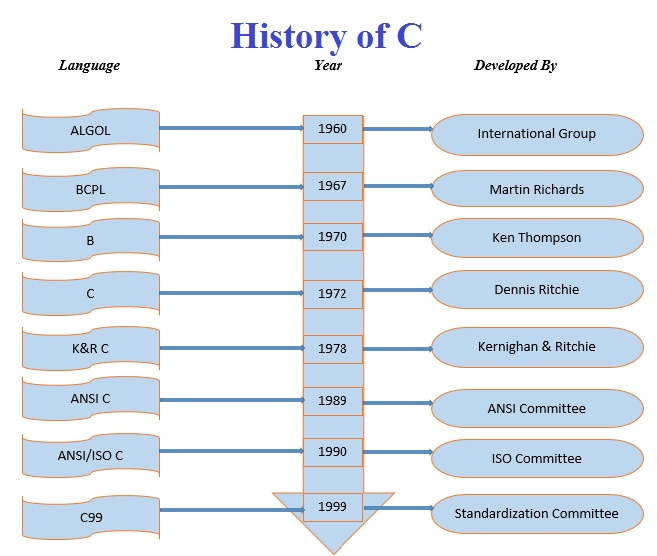 History of C
Language Year Developed By
ALGOL 1960 International Group
BCPL 1967 Martin Richards
B 1970 Ken Thompson
C 1972 Dennis Ritchie
K&R C 1978 Kernighan & Ritchie
ANSI C 1989 ANSI Committee
ANSI/ISO C 1990 ISO Committee
C99 1999 Standardization Committee